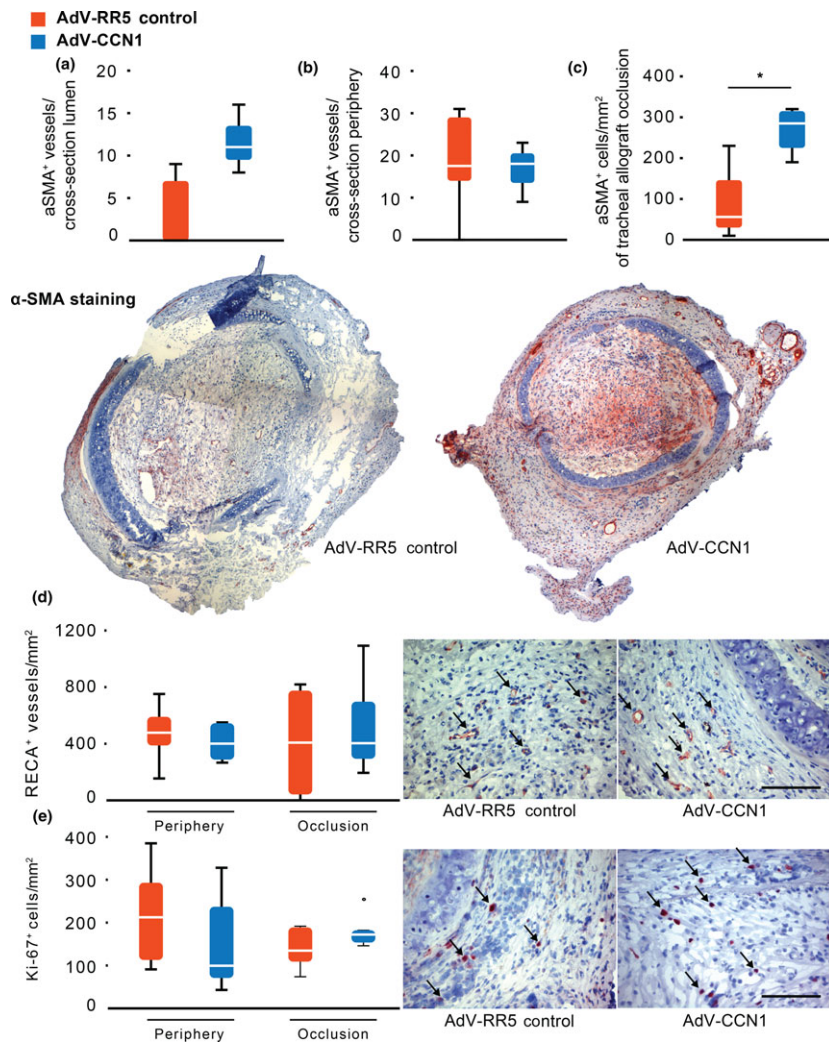 AdV-RR5 control
AdV-CCN1
(a)
aSMA⁺ vessels/
cross-section lumen
20
15
10
5
0
(b)
aSMA⁺ vessels/
cross-section periphery
40
30
20
10
0
(c)
aSMA⁺ cells/mm²
of tracheal allograft occlusion
400
300
200
100
0
*
α-SMA staining
AdV-RR5 control
AdV-CCN1
(d)
RECA⁺ vessels/mm²
1200
800
400
0
Periphery
Occlusion
AdV-RR5 control
AdV-CCN1
(e)
Ki-67⁺ cells/mm²
400
300
200
100
0
Periphery
Occlusion
AdV-RR5 control
AdV-CCN1